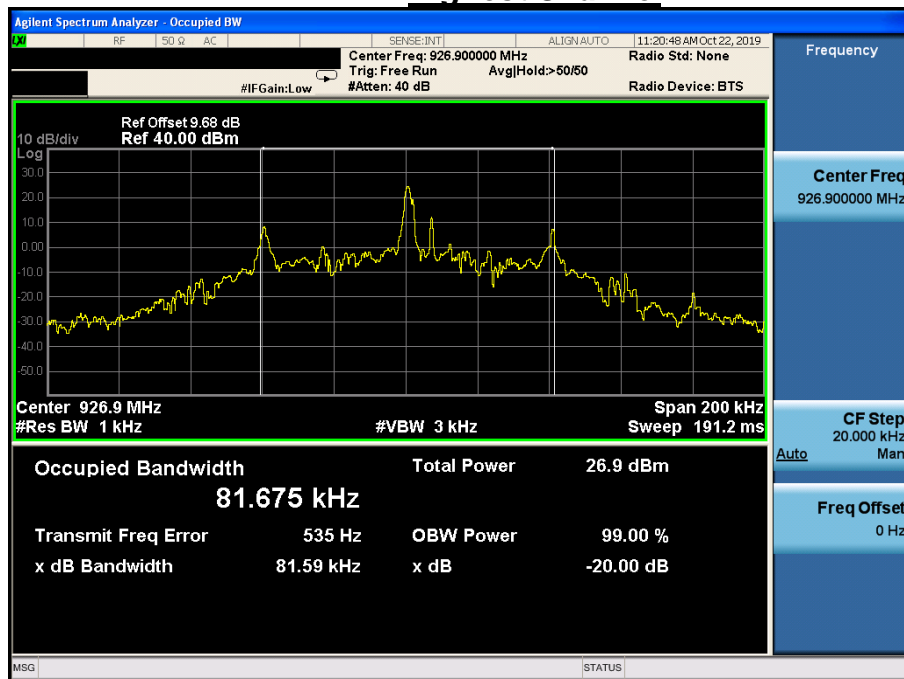 Agilent Spectrum Analyzer - Occupied BW
LXI RF 50 Ω AC SENSE:INT ALIGN AUTO 11:20:48 AM Oct 22, 2019
Center Freq: 926.900000 MHz Radio Std: None
Trig: Free Run Avg|Hold:>50/50
#IFGain:Low #Atten: 40 dB Radio Device: BTS
Ref Offset 9.68 dB
10 dB/div Ref 40.00 dBm
Log
30.0
20.0
10.0
0.00
-10.0
-20.0
-30.0
-40.0
-50.0
Center 926.9 MHz Span 200 kHz
#Res BW 1 kHz #VBW 3 kHz Sweep 191.2 ms
Occupied Bandwidth Total Power 26.9 dBm
81.675 kHz
Transmit Freq Error 535 Hz OBW Power 99.00 %
x dB Bandwidth 81.59 kHz x dB -20.00 dB
MSG STATUS
Frequency
Center Freq
926.900000 MHz
CF Step
20.000 kHz
Auto Man
Freq Offset
0 Hz